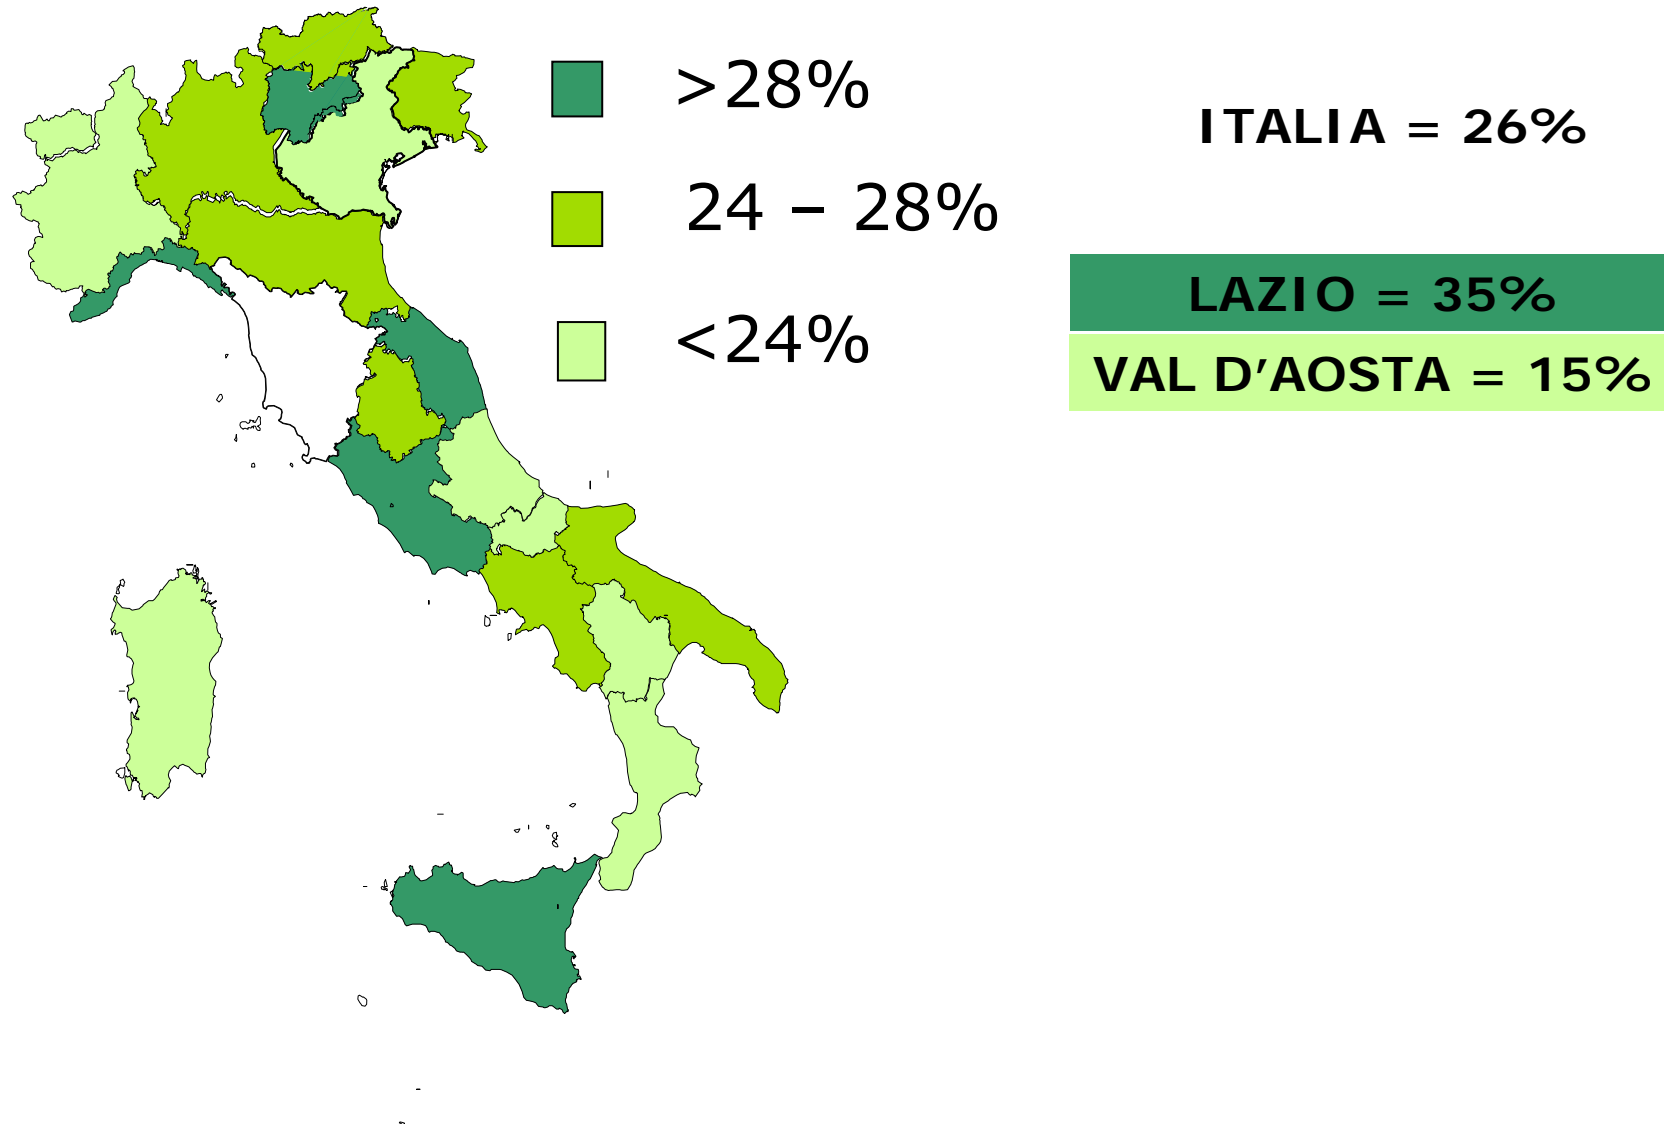 >28%
24 – 28%
<24%
ITALIA = 26%
LAZIO = 35%
VAL D’AOSTA = 15%